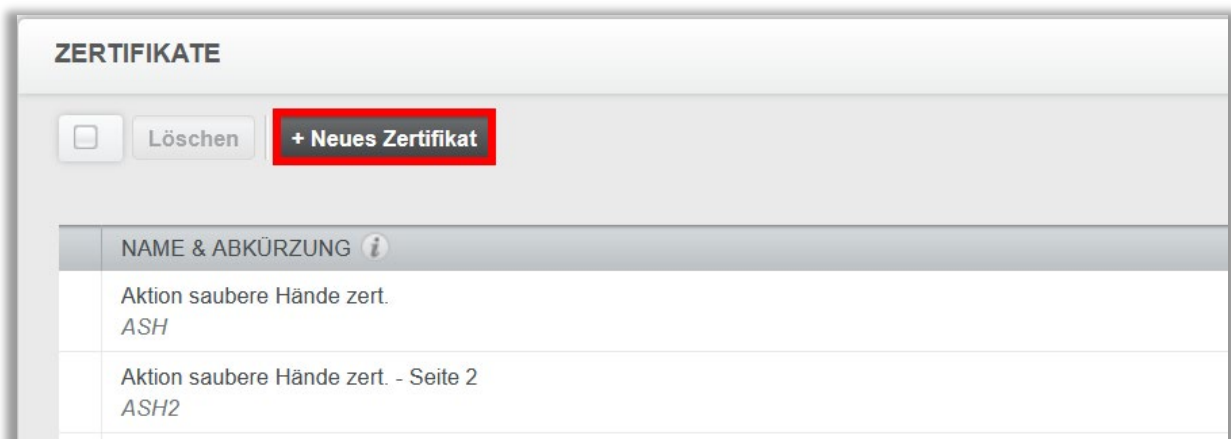 ZERTIFIKATE
Löschen + Neues Zertifikat
NAME & ABKÜRZUNG i
Aktion saubere Hände zert.
ASH
Aktion saubere Hände zert. - Seite 2
ASH2